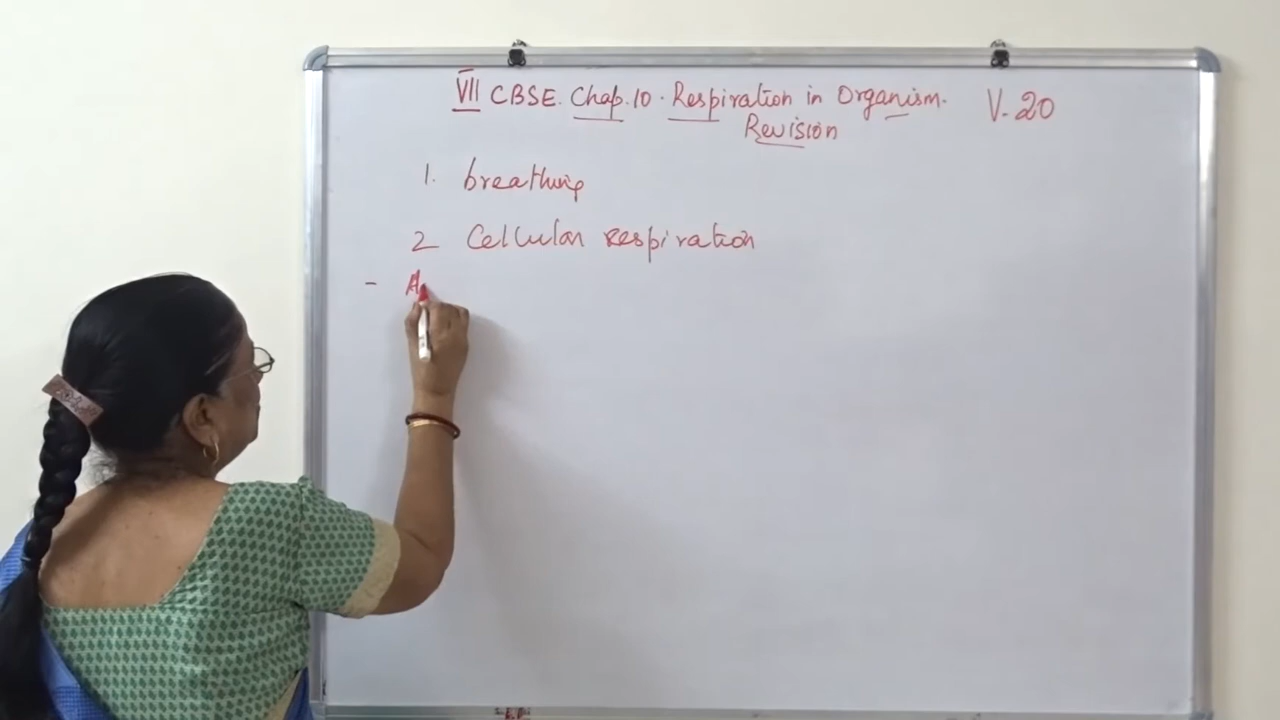 VII CBSE. Chap.10. Respiration in Organism. V-20
Revision
1. breathing
2 Cellular respiration
- A